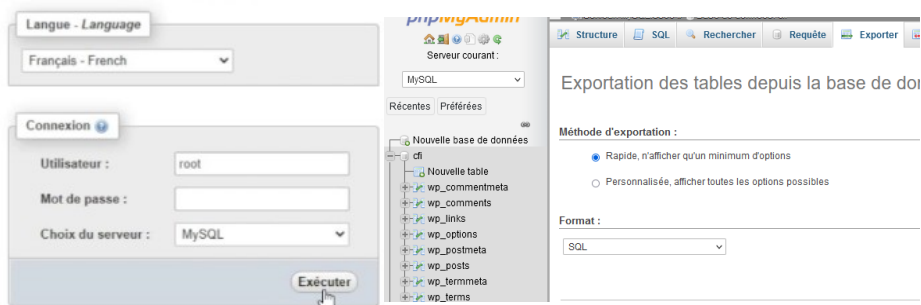 Langue - Language
Français - French
Connexion
Utilisateur :
root
Mot de passe :
Choix du serveur :
MySQL
Exécuter
phpMyAdmin
Serveur courant :
MySQL
Récentes
Préférées
Nouvelle base de données
cfi
Nouvelle table
wp_commentmeta
wp_comments
wp_links
wp_options
wp_postmeta
wp_posts
wp_termmeta
wp_terms
Structure
SQL
Rechercher
Requête
Exporter
Exportation des tables depuis la base de don
Méthode d'exportation :
Rapide, n'afficher qu'un minimum d'options
Personnalisée, afficher toutes les options possibles
Format :
SQL